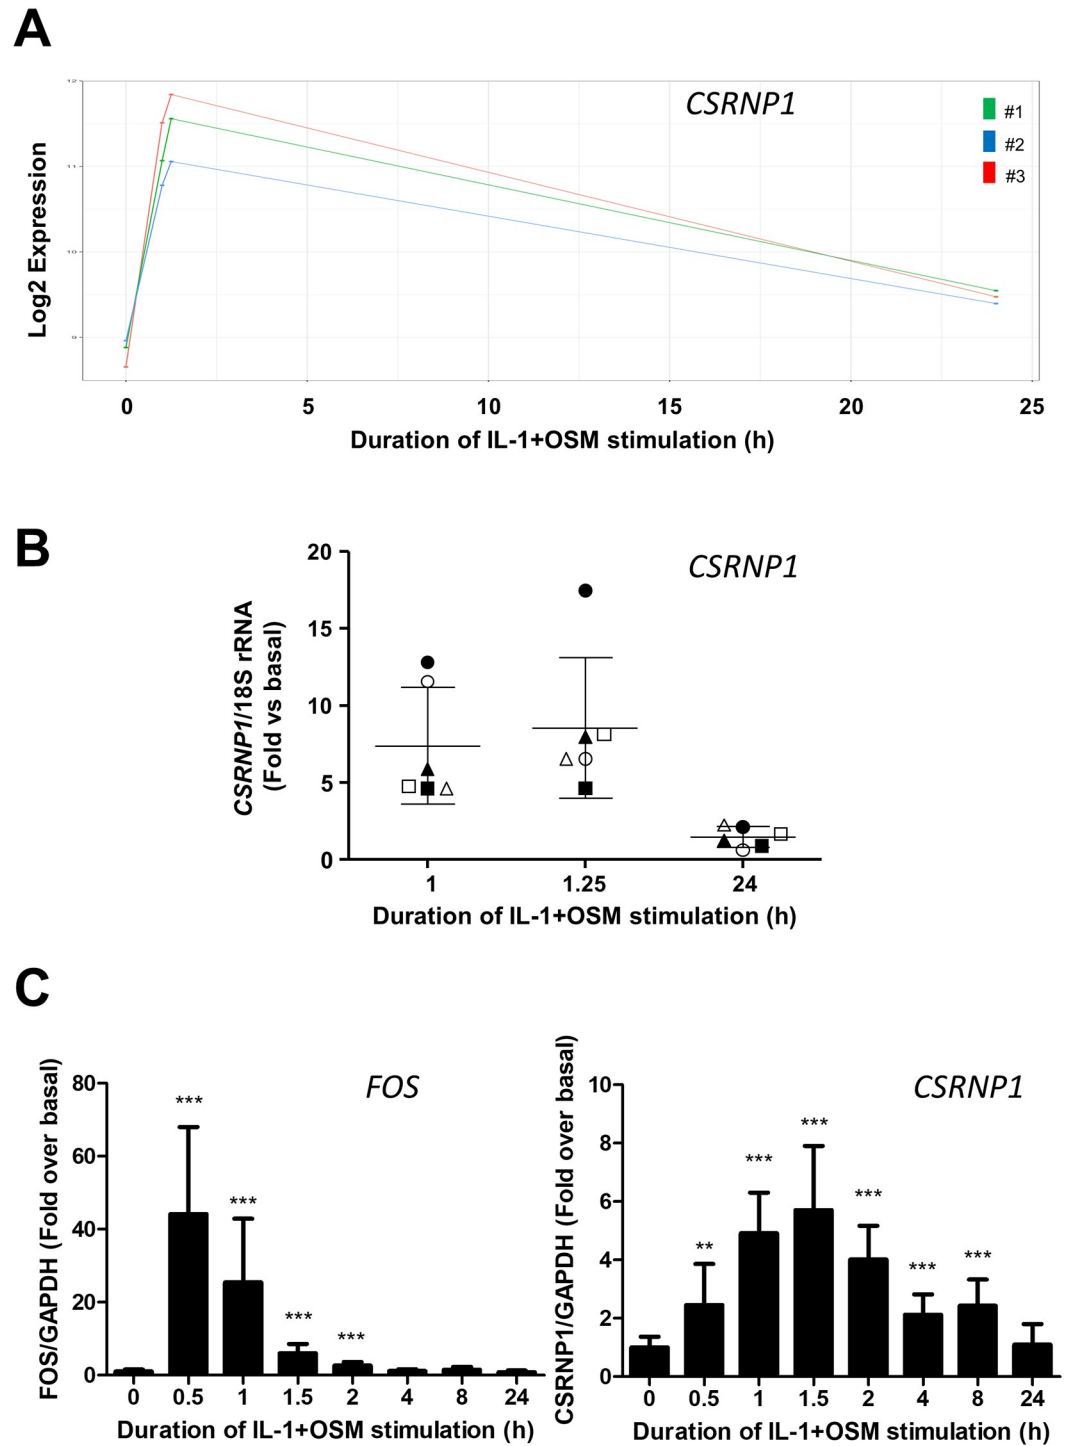 A
CSRNP1
#1
#2
#3
Log2 Expression
12
11
10
9
0 5 10 15 20 25
Duration of IL-1+OSM stimulation (h)
B
CSRNP1
CSRNP1/18S rRNA
(Fold vs basal)
20
15
10
5
0
1 1.25 24
Duration of IL-1+OSM stimulation (h)
C
FOS
FOS/GAPDH (Fold over basal)
80
60
40
20
0
*** *** *** ***
0 0.5 1 1.5 2 4 8 24
Duration of IL-1+OSM stimulation (h)
CSRNP1
CSRNP1/GAPDH (Fold over basal)
10
8
6
4
2
0
** *** *** *** *** ***
0 0.5 1 1.5 2 4 8 24
Duration of IL-1+OSM stimulation (h)